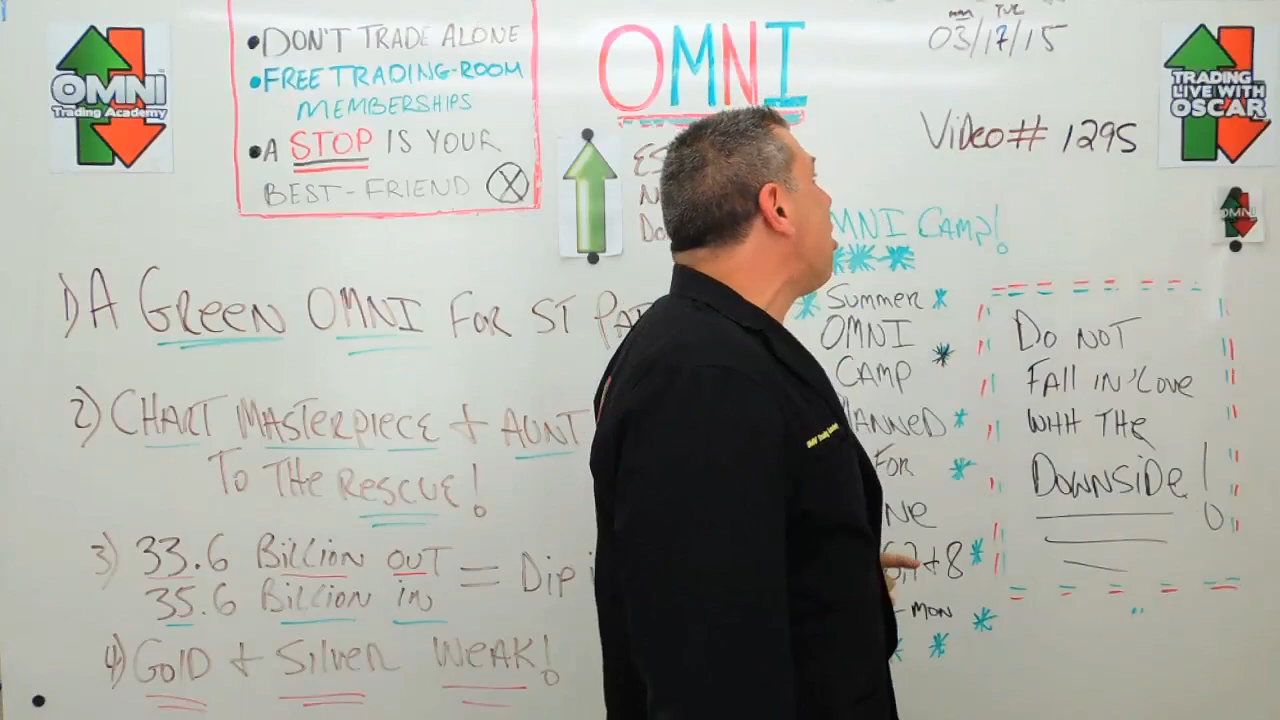 OMNI
Trading Academy
•DON'T TRADE ALONE
•FREE TRADING-ROOM
MEMBERSHIPS
•A STOP IS YOUR
BEST-FRIEND
OMNI
TUE
03/17/15
TRADING
LIVE WITH
OSCAR
Video# 1295
OMNI
OMNI CAMP!
Summer
OMNI
CAMP
FOR
+ 8
- MON
DO NOT
FALL IN LOVE
WITH THE
DOWNSIDE!
1) A GREEN OMNI FOR ST
2) CHART MASTERPIECE + AUNT
TO THE RESCUE!
3) 33.6 Billion OUT
35.6 Billion in = Dip
4) GOLD + Silver WEAK!